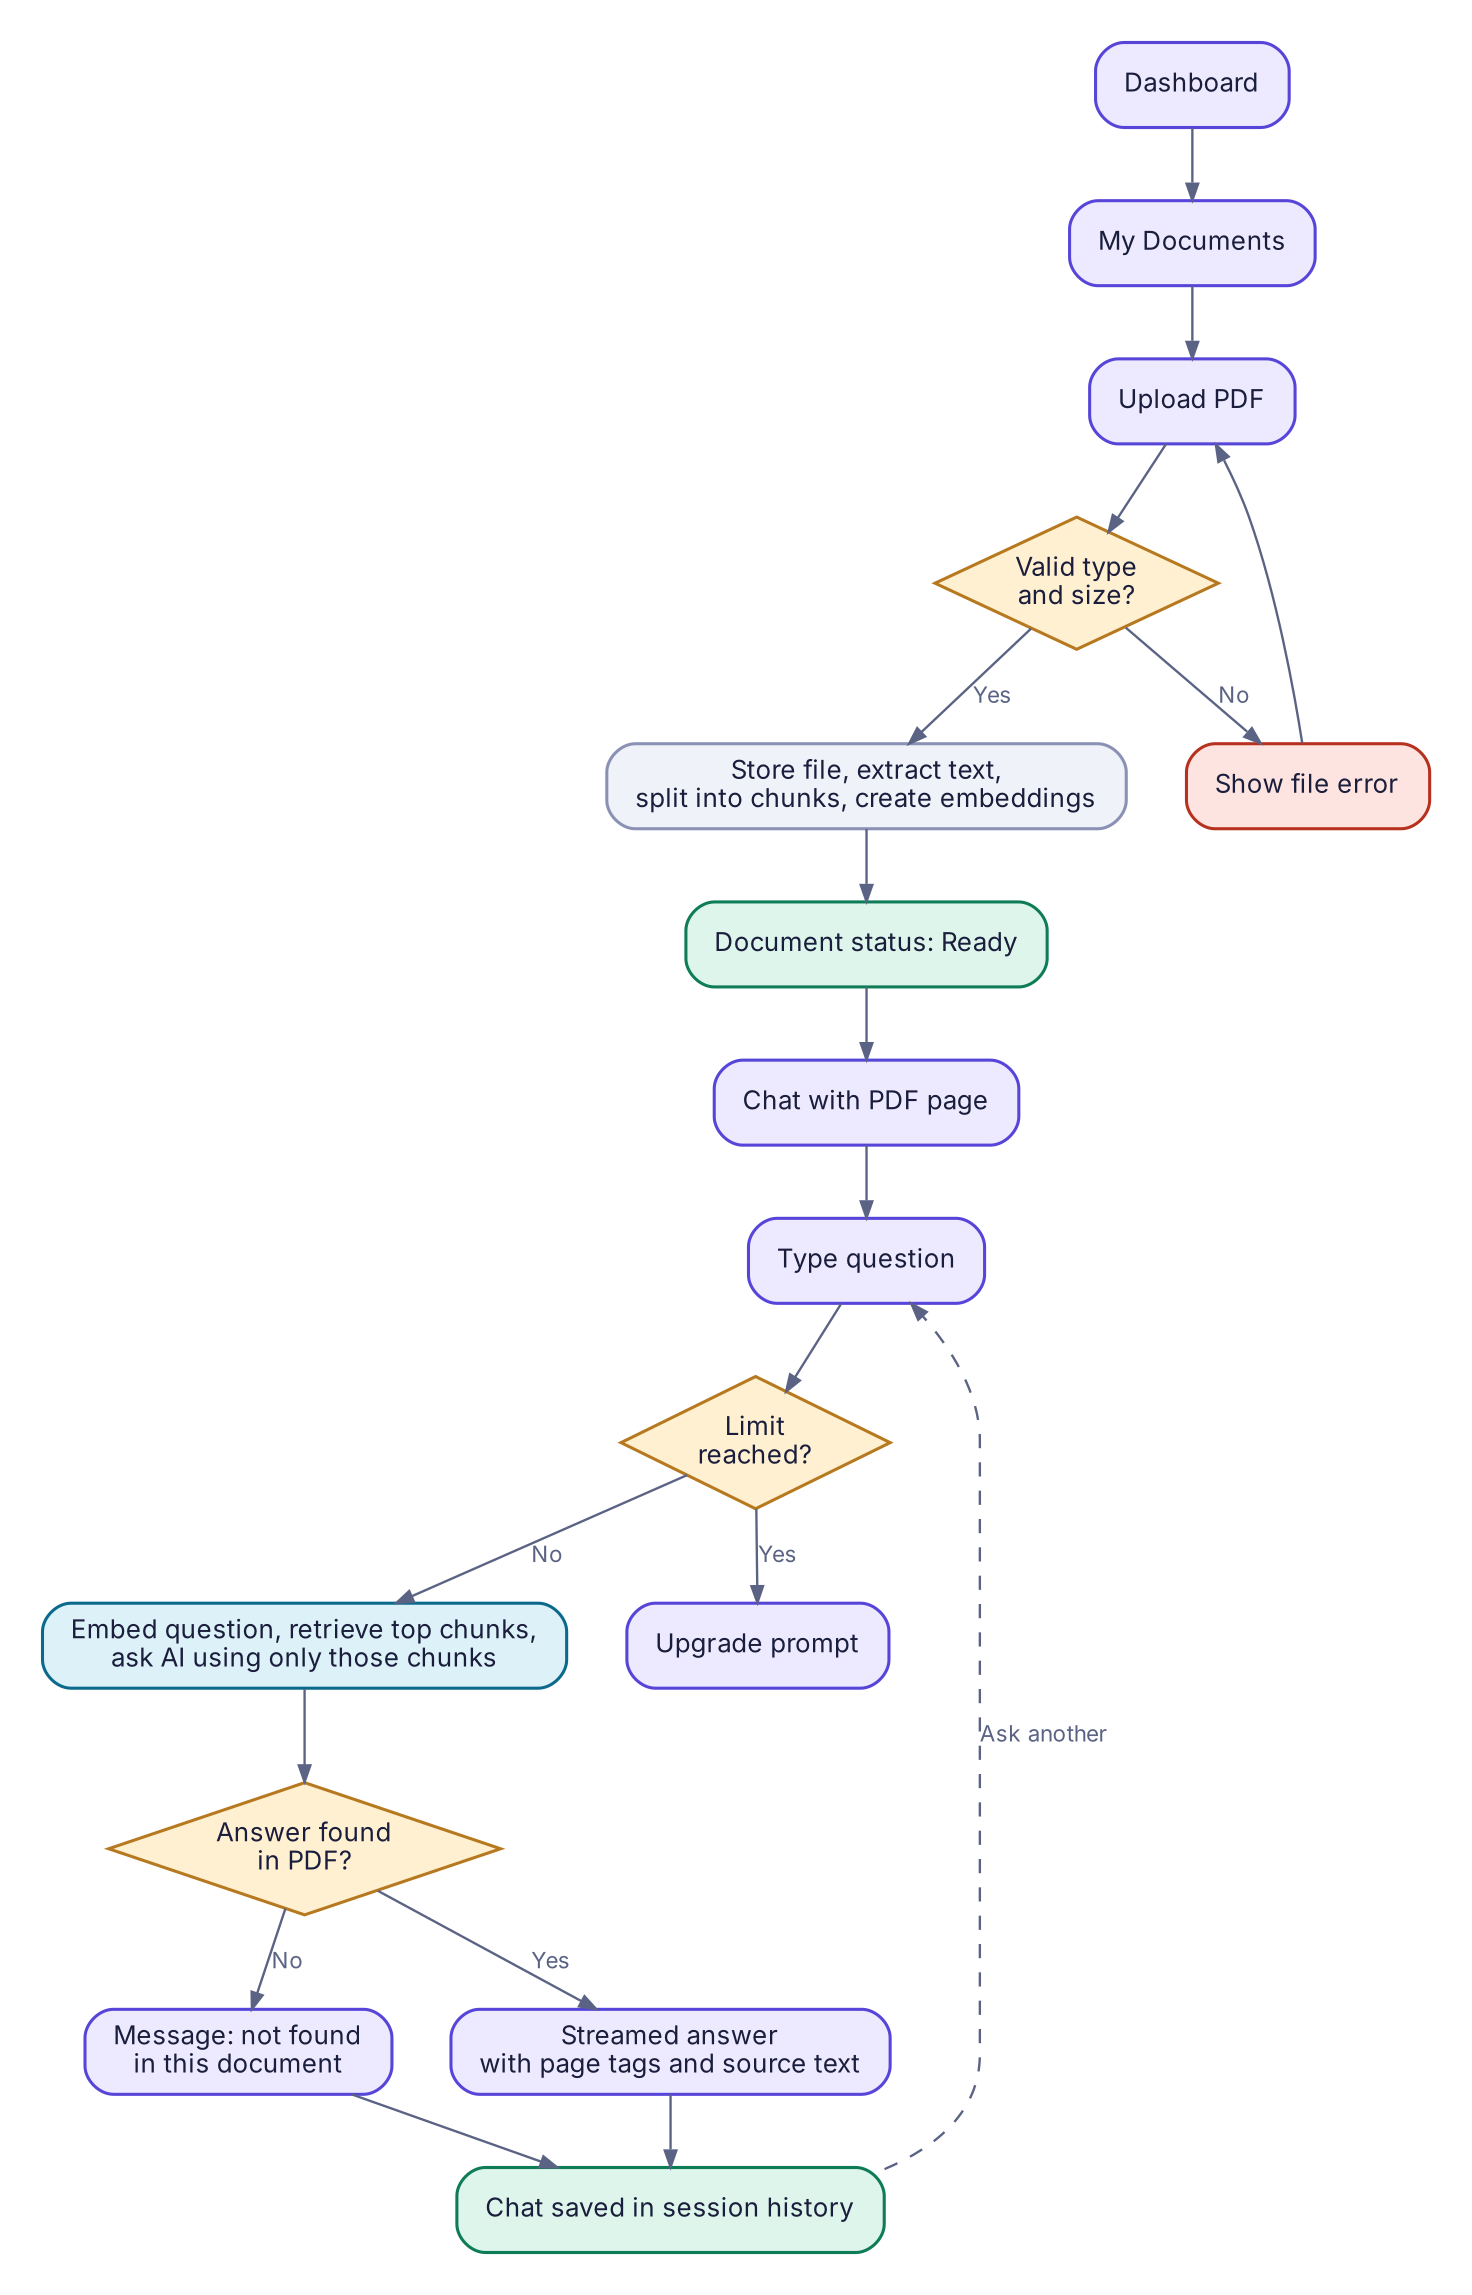 Dashboard
My Documents
Upload PDF
Valid type
and size?
Yes
No
Store file, extract text,
split into chunks, create embeddings
Show file error
Document status: Ready
Chat with PDF page
Type question
Limit
reached?
No
Yes
Embed question, retrieve top chunks,
ask AI using only those chunks
Upgrade prompt
Ask another
Answer found
in PDF?
No
Yes
Message: not found
in this document
Streamed answer
with page tags and source text
Chat saved in session history